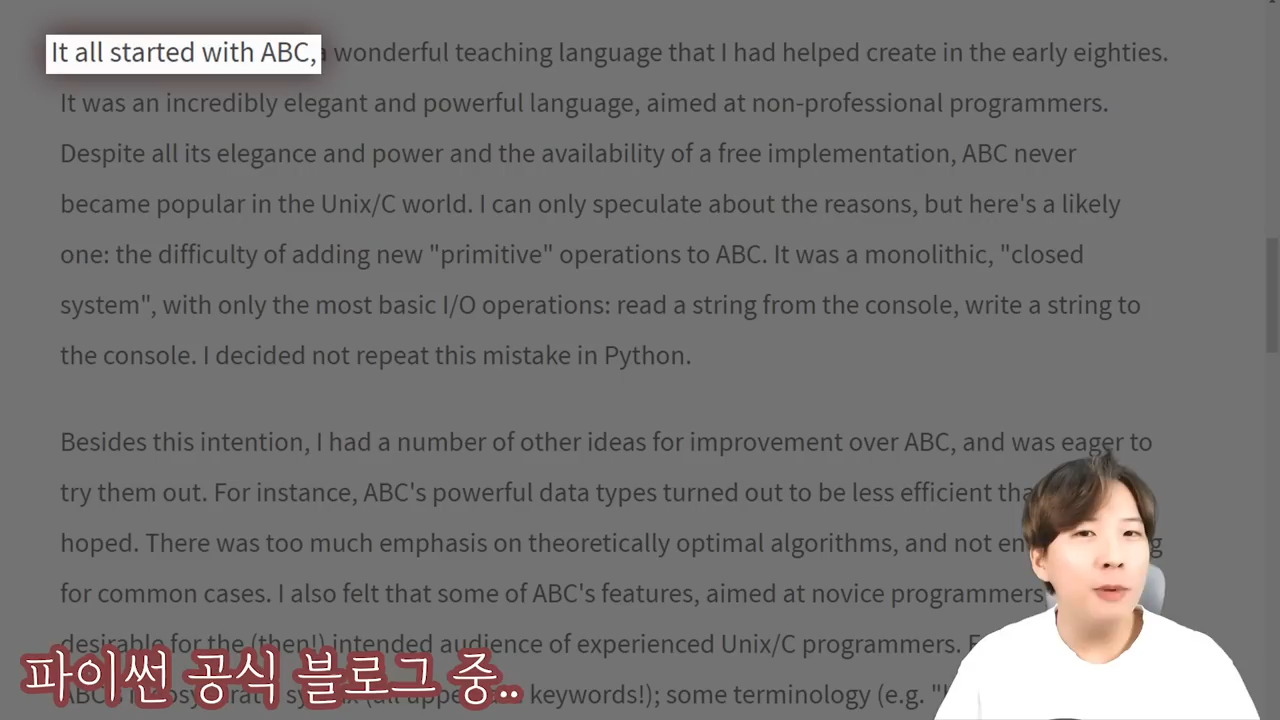 It all started with ABC, a wonderful teaching language that I had helped create in the early eighties.
It was an incredibly elegant and powerful language, aimed at non-professional programmers.
Despite all its elegance and power and the availability of a free implementation, ABC never
became popular in the Unix/C world. I can only speculate about the reasons, but here's a likely
one: the difficulty of adding new "primitive" operations to ABC. It was a monolithic, "closed
system", with only the most basic I/O operations: read a string from the console, write a string to
the console. I decided not repeat this mistake in Python.
Besides this intention, I had a number of other ideas for improvement over ABC, and was eager to
try them out. For instance, ABC's powerful data types turned out to be less efficient
hoped. There was too much emphasis on theoretically optimal algorithms, and not
for common cases. I also felt that some of ABC's features, aimed at novice programmers
desirable for the (then!) intended audience of experienced Unix/C programmers.
keywords!); some terminology (e.g.
파이썬 공식 블로그 중..